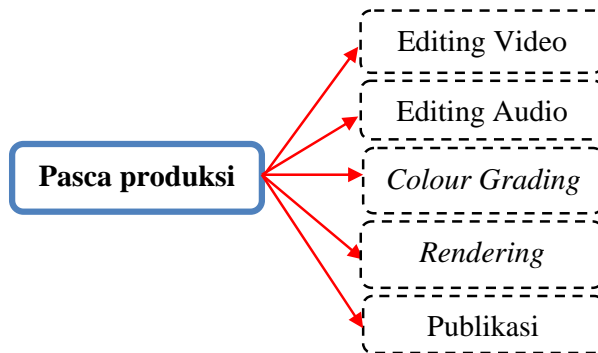 Editing Video
Editing Audio
Pasca produksi
Colour Grading
Rendering
Publikasi